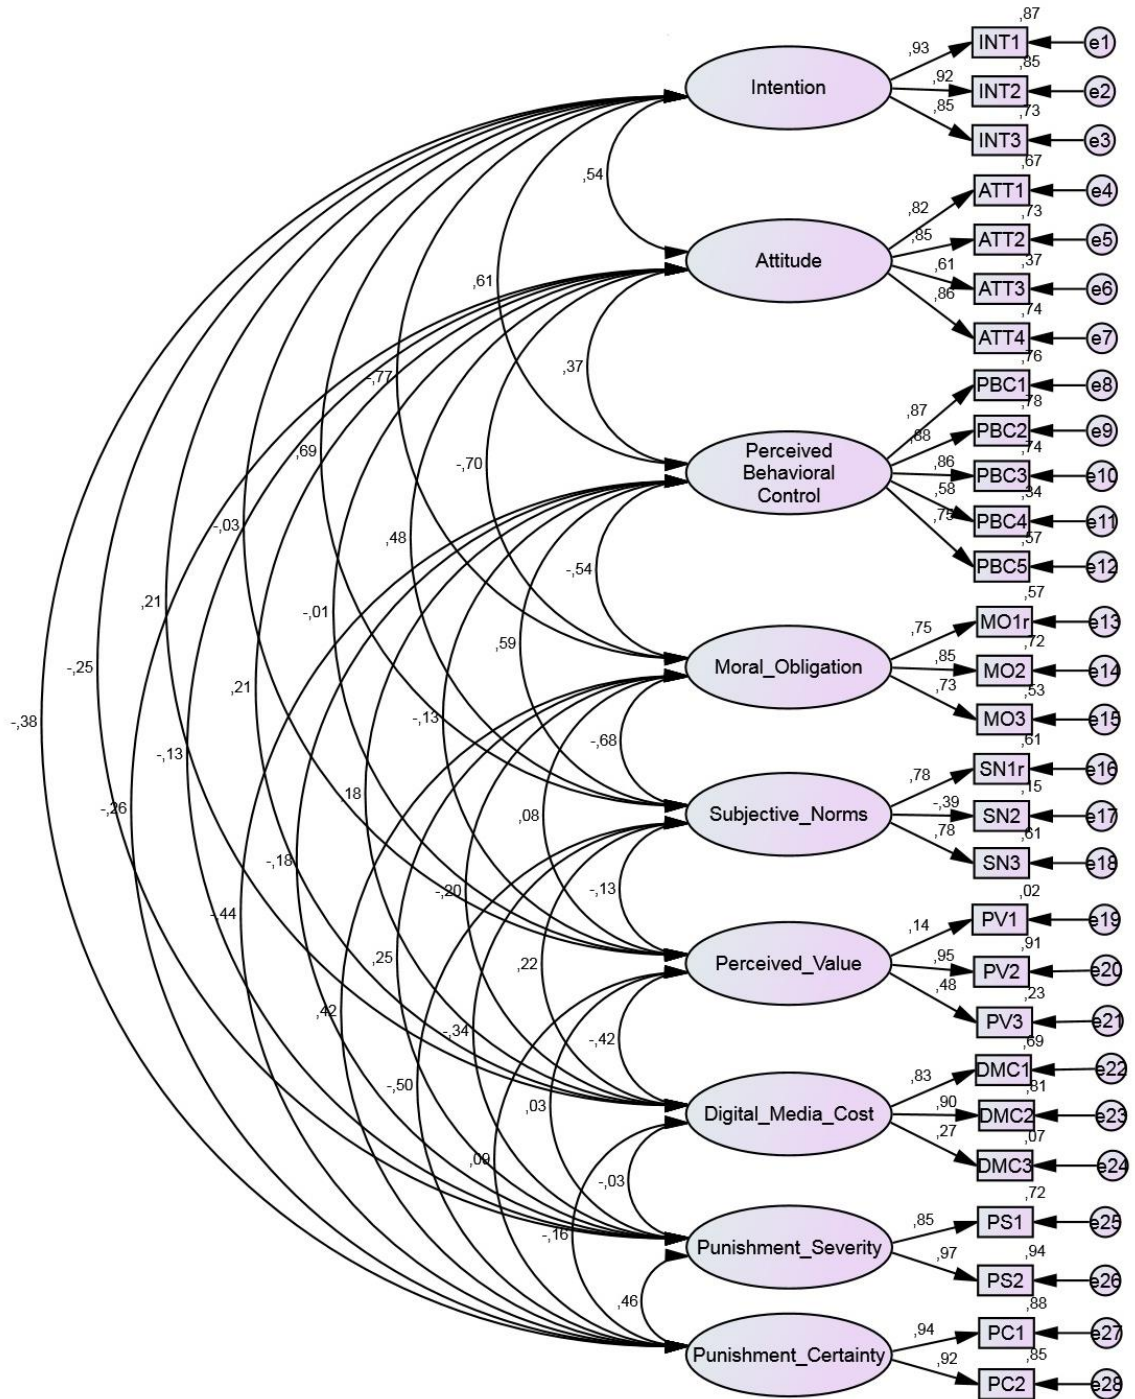 ,87
,93
INT1
e1
,85
Intention
,92
INT2
e2
,73
,85
INT3
e3
,67
,54
,82
ATT1
e4
,73
,85
ATT2
e5
,37
Attitude
,61
ATT3
e6
,74
,86
ATT4
e7
,76
,61
,37
,87
PBC1
e8
,78
,88
PBC2
e9
,74
Perceived
Behavioral
Control
,86
PBC3
e10
,34
,58
PBC4
e11
,75
,57
PBC5
e12
-,77
,69
-,70
-,03
,48
-,54
,57
,75
MO1r
e13
,72
Moral_Obligation
,85
MO2
e14
,53
,73
MO3
e15
,61
,21
-,01
,59
-,25
,21
-,13
-,68
,78
SN1r
e16
,15
Subjective_Norms
-,39
SN2
e17
,61
,78
SN3
e18
-,38
-,13
,18
,08
-,26
-,18
-,20
-,13
,02
,14
PV1
e19
,91
Perceived_Value
,95
PV2
e20
,23
,48
PV3
e21
,69
-,44
,25
,22
,42
-,34
-,42
,83
DMC1
e22
,81
Digital_Media_Cost
,90
DMC2
e23
,07
,27
DMC3
e24
-,50
,03
,09
-,03
,72
,85
PS1
e25
-,16
Punishment_Severity
,94
,97
PS2
e26
,88
,46
,94
PC1
e27
Punishment_Certainty
,85
,92
PC2
e28